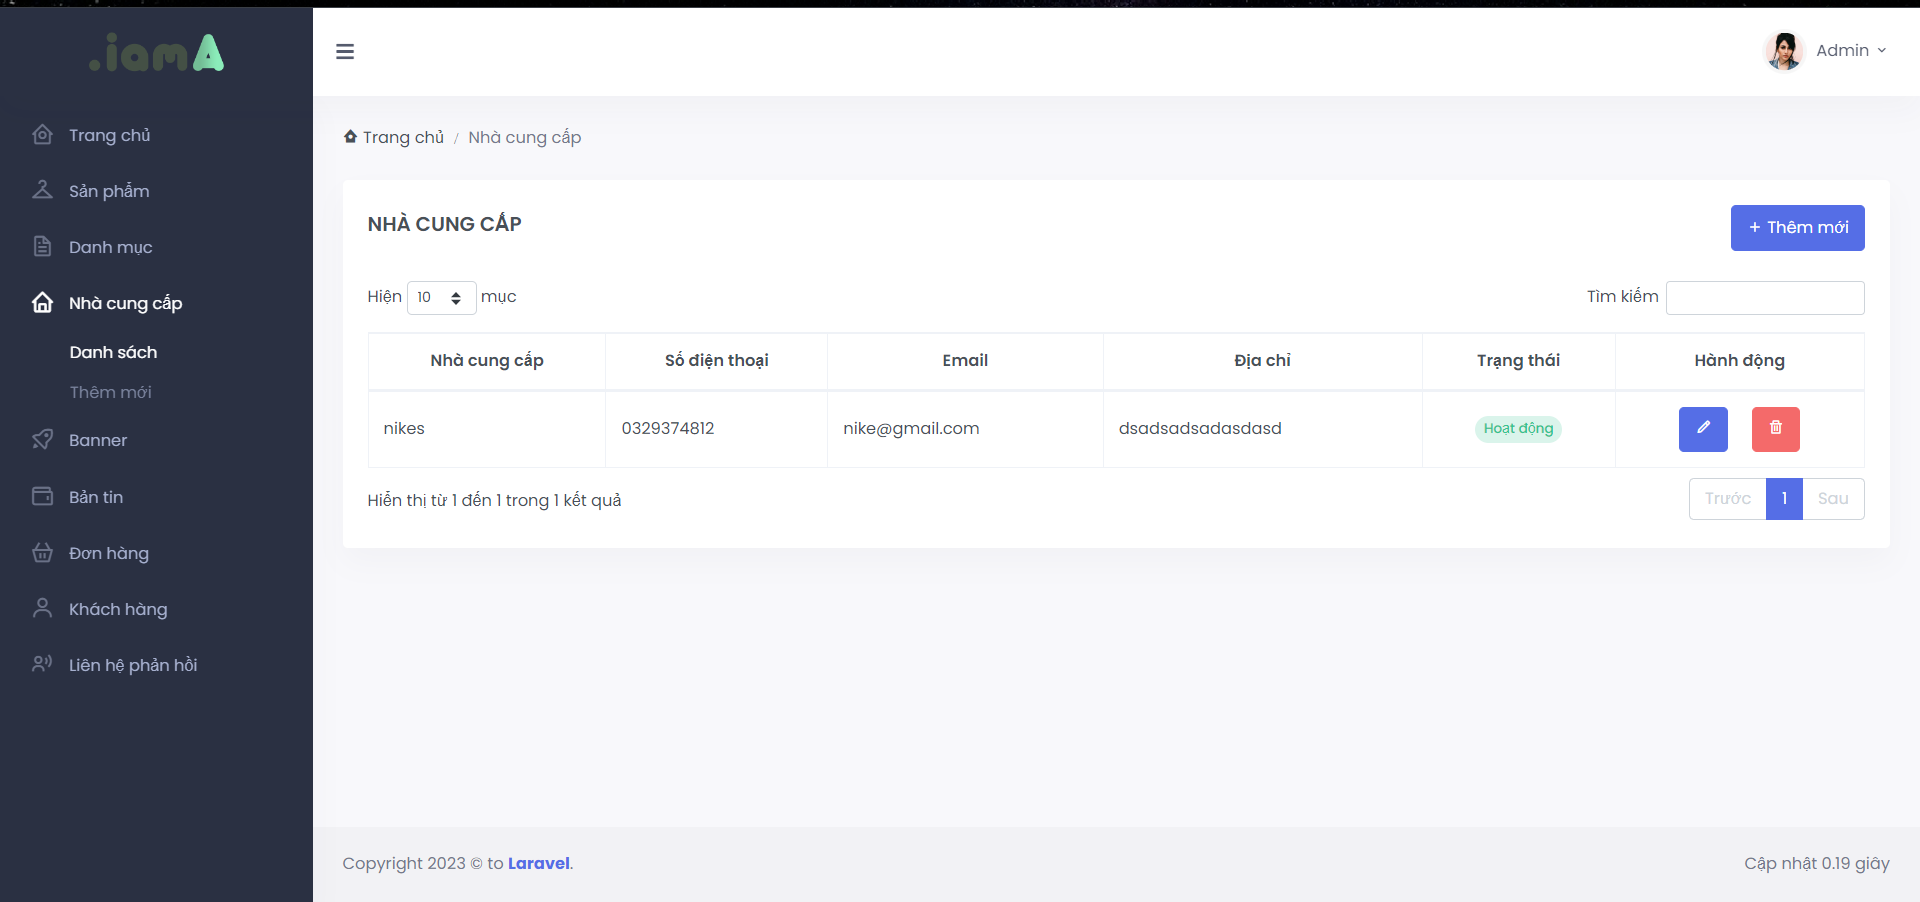 .iamA
Admin
Trang chủ
Sản phẩm
Danh mục
Nhà cung cấp
Danh sách
Thêm mới
Banner
Bản tin
Đơn hàng
Khách hàng
Liên hệ phản hồi
Trang chủ / Nhà cung cấp
NHÀ CUNG CẤP
+ Thêm mới
Hiện 10 mục
Tìm kiếm
Nhà cung cấp Số điện thoại Email Địa chỉ Trạng thái Hành động
nikes 0329374812 nike@gmail.com dsadsadsadasdasd Hoạt động
Hiển thị từ 1 đến 1 trong 1 kết quả
Trước 1 Sau
Copyright 2023 © to Laravel.
Cập nhật 0.19 giây